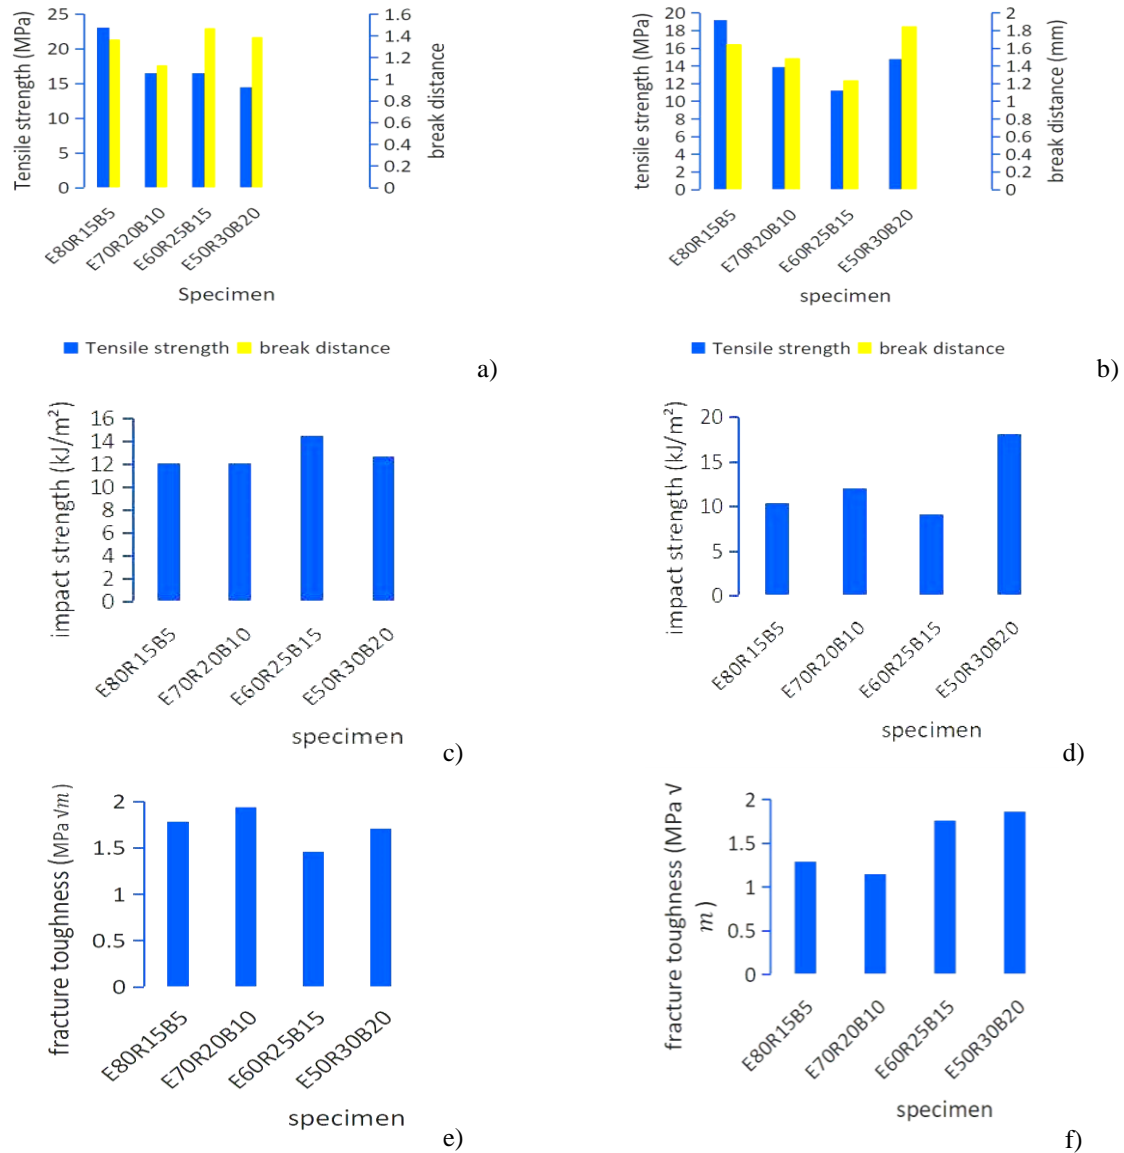 Tensile strength (MPa)
25
20
15
10
5
0
1.6
1.4
1.2
1
0.8
0.6
0.4
0.2
0
break distance
E80R15B5
E70R20B10
E60R25B15
E50R30B20
Specimen
Tensile strength break distance
a)
tensile strength (MPa)
20
18
16
14
12
10
8
6
4
2
0
2
1.8
1.6
1.4
1.2
1
0.8
0.6
0.4
0.2
0
break distance (mm)
E80R15B5
E70R20B10
E60R25B15
E50R30B20
specimen
Tensile strength break distance
b)
impact strength (kJ/m²)
16
14
12
10
8
6
4
2
0
E80R15B5
E70R20B10
E60R25B15
E50R30B20
specimen
c)
impact strength (kJ/m²)
20
15
10
5
0
E80R15B5
E70R20B10
E60R25B15
E50R30B20
specimen
d)
fracture toughness (MPa √m)
2
1.5
1
0.5
0
E80R15B5
E70R20B10
E60R25B15
E50R30B20
specimen
e)
fracture toughness (MPa √
m )
2
1.5
1
0.5
0
E80R15B5
E70R20B10
E60R25B15
E50R30B20
specimen
f)